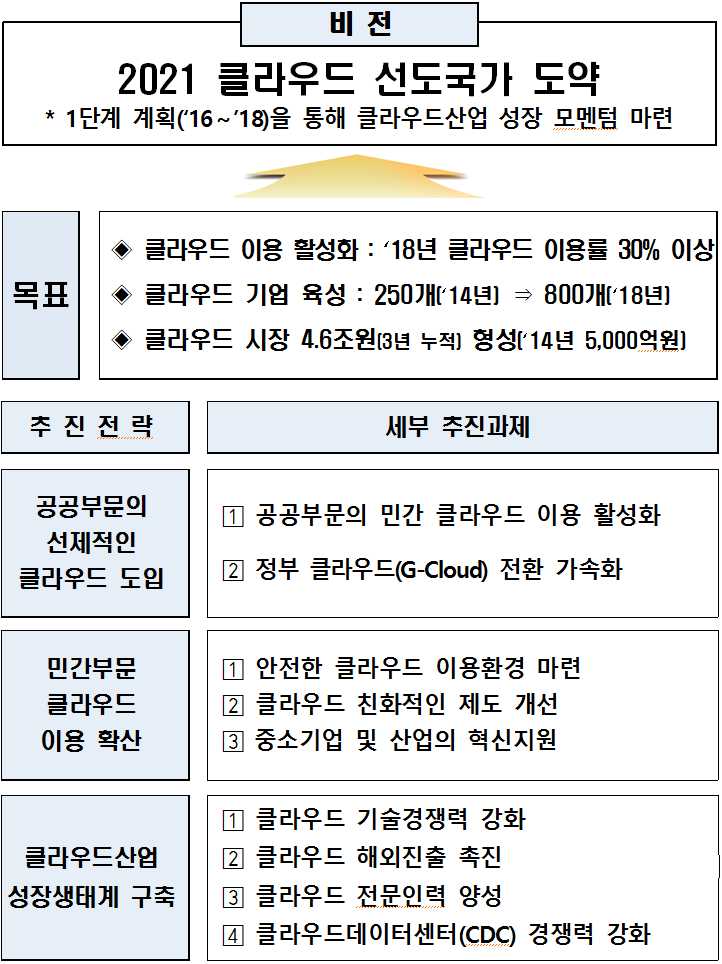 비 전
2021 클라우드 선도국가 도약
* 1단계 계획(‘16～’18)을 통해 클라우드산업 성장 모멘텀 마련
목표
◈ 클라우드 이용 활성화 : ‘18년 클라우드 이용률 30% 이상
◈ 클라우드 기업 육성 : 250개(‘14년) ⇒ 800개(‘18년)
◈ 클라우드 시장 4.6조원(3년 누적) 형성(‘14년 5,000억원)
추 진 전 략
세부 추진과제
공공부문의
선제적인
클라우드 도입
1 공공부문의 민간 클라우드 이용 활성화
2 정부 클라우드(G-Cloud) 전환 가속화
민간부문
클라우드
이용 확산
1 안전한 클라우드 이용환경 마련
2 클라우드 친화적인 제도 개선
3 중소기업 및 산업의 혁신지원
클라우드산업
성장생태계 구축
1 클라우드 기술경쟁력 강화
2 클라우드 해외진출 촉진
3 클라우드 전문인력 양성
4 클라우드데이터센터(CDC) 경쟁력 강화